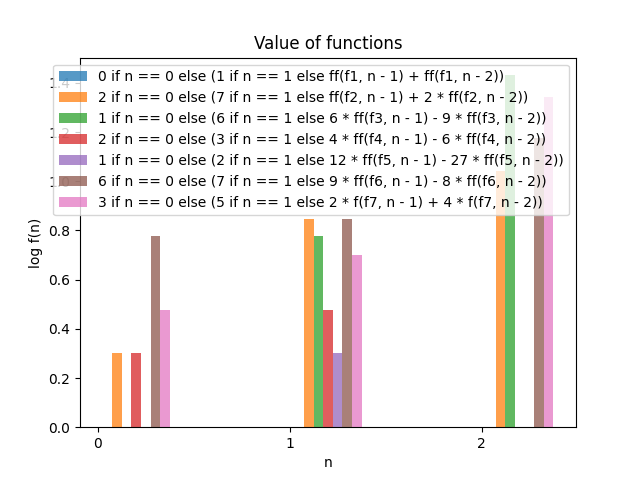 Value of functions
0 if n == 0 else (1 if n == 1 else ff(f1, n - 1) + ff(f1, n - 2))
2 if n == 0 else (7 if n == 1 else ff(f2, n - 1) + 2 * ff(f2, n - 2))
1 if n == 0 else (6 if n == 1 else 6 * ff(f3, n - 1) - 9 * ff(f3, n - 2))
2 if n == 0 else (3 if n == 1 else 4 * ff(f4, n - 1) - 6 * ff(f4, n - 2))
1 if n == 0 else (2 if n == 1 else 12 * ff(f5, n - 1) - 27 * ff(f5, n - 2))
6 if n == 0 else (7 if n == 1 else 9 * ff(f6, n - 1) - 8 * ff(f6, n - 2))
3 if n == 0 else (5 if n == 1 else 2 * f(f7, n - 1) + 4 * f(f7, n - 2))
log f(n)
1.4
1.2
1.0
0.8
0.6
0.4
0.2
0.0
0 1 2
n